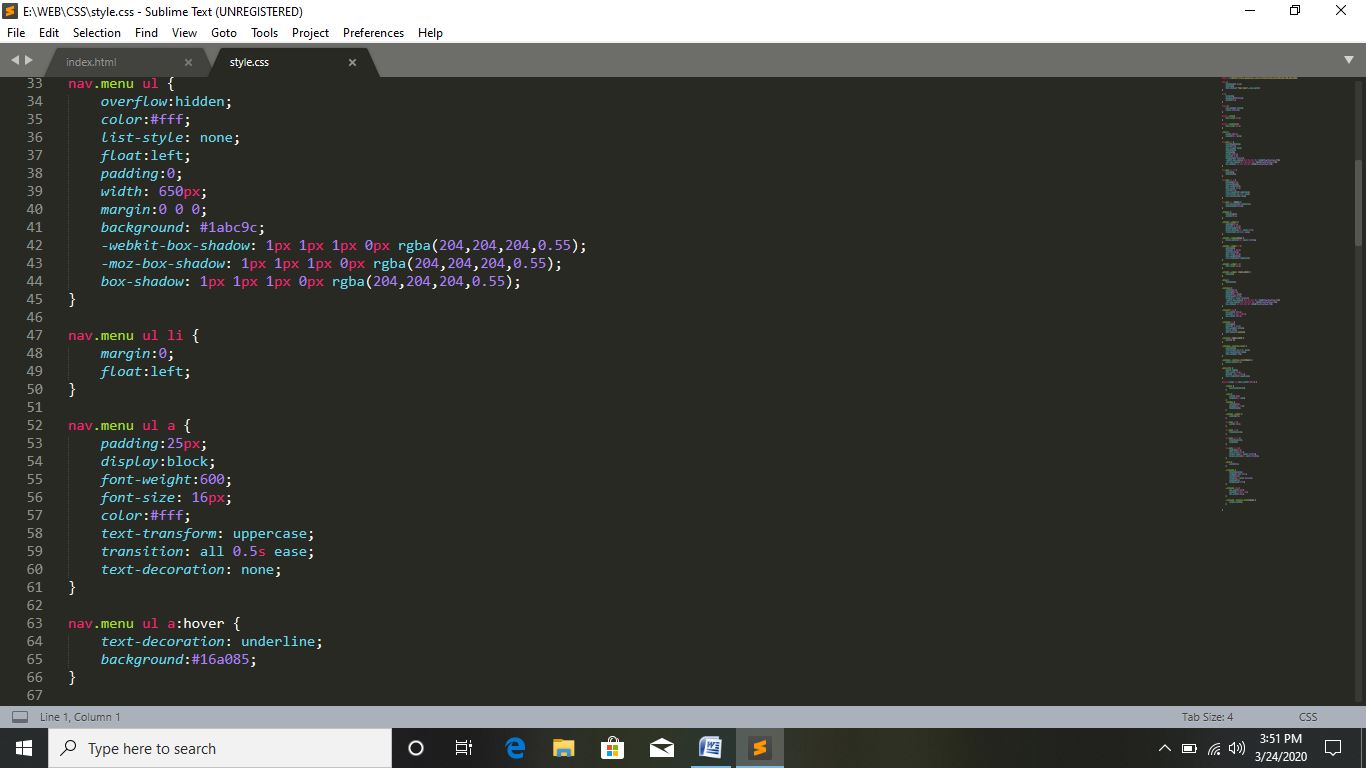 E:\WEB\CSS\style.css - Sublime Text (UNREGISTERED)
File Edit Selection Find View Goto Tools Project Preferences Help
index.html × style.css ×
33 nav.menu ul {
34 overflow:hidden;
35 color:#fff;
36 list-style: none;
37 float:left;
38 padding:0;
39 width: 650px;
40 margin:0 0 0;
41 background: #1abc9c;
42 -webkit-box-shadow: 1px 1px 1px 0px rgba(204,204,204,0.55);
43 -moz-box-shadow: 1px 1px 1px 0px rgba(204,204,204,0.55);
44 box-shadow: 1px 1px 1px 0px rgba(204,204,204,0.55);
45 }
46
47 nav.menu ul li {
48 margin:0;
49 float:left;
50 }
51
52 nav.menu ul a {
53 padding:25px;
54 display:block;
55 font-weight:600;
56 font-size: 16px;
57 color:#fff;
58 text-transform: uppercase;
59 transition: all 0.5s ease;
60 text-decoration: none;
61 }
62
63 nav.menu ul a:hover {
64 text-decoration: underline;
65 background:#16a085;
66 }
67
Line 1, Column 1 Tab Size: 4 CSS
Type here to search
3:51 PM
3/24/2020